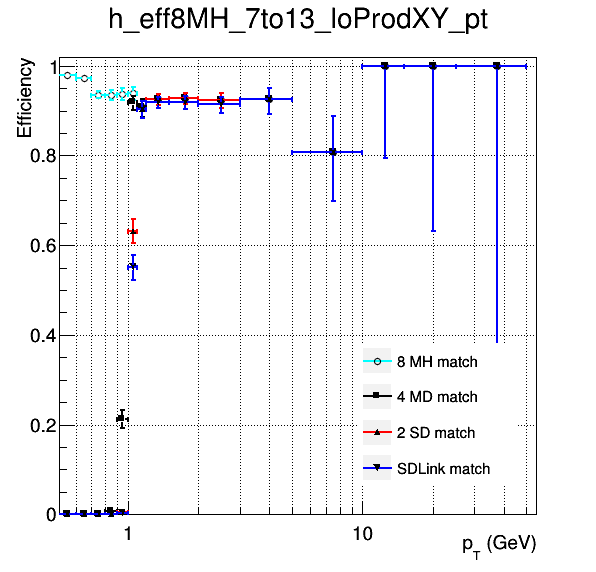 h_eff8MH_7to13_loProdXY_pt
Efficiency
1
0.8
0.6
0.4
0.2
0
8 MH match
4 MD match
2 SD match
SDLink match
1
10
p_T (GeV)